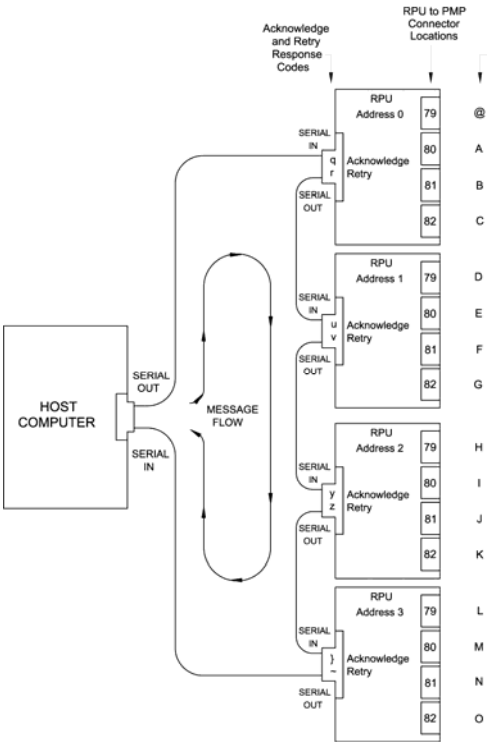 RPU to PMP
Connector
Locations
Acknowledge
and Retry
Response
Codes
RPU
Address 0
79
@
SERIAL
IN
80
A
q
Acknowledge
r
Retry
81
B
SERIAL
OUT
82
C
RPU
Address 1
79
D
SERIAL
IN
80
E
u
Acknowledge
v
Retry
81
F
SERIAL
OUT
82
G
SERIAL
OUT
HOST
COMPUTER
MESSAGE
FLOW
SERIAL
IN
RPU
Address 2
79
H
SERIAL
IN
80
I
y
Acknowledge
z
Retry
81
J
SERIAL
OUT
82
K
RPU
Address 3
79
L
SERIAL
IN
80
M
}
Acknowledge
~
Retry
81
N
SERIAL
OUT
82
O